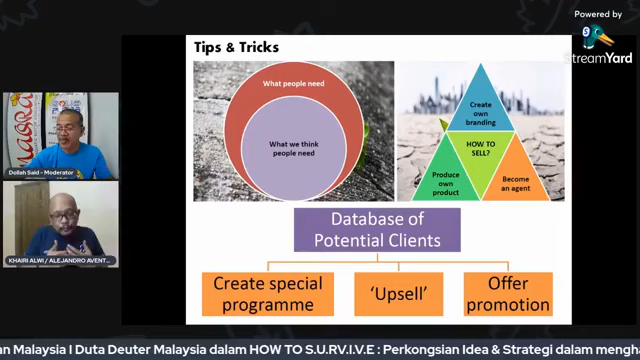 Powered by
StreamYard
Tips & Tricks
What people need
What we think
people need
Create
own
branding
HOW TO
SELL?
Produce
own
product
Become
an agent
Database of
Potential Clients
Create special
programme
‘Upsell’
Offer
promotion
Dollah Said - Moderator
KHAIRI ALWI / ALEJANDRO AVENT...
an Malaysia I Duta Deuter Malaysia dalam HOW TO S.U.RV.I.V.E : Perkongsian Idea & Strategi dalam mengha